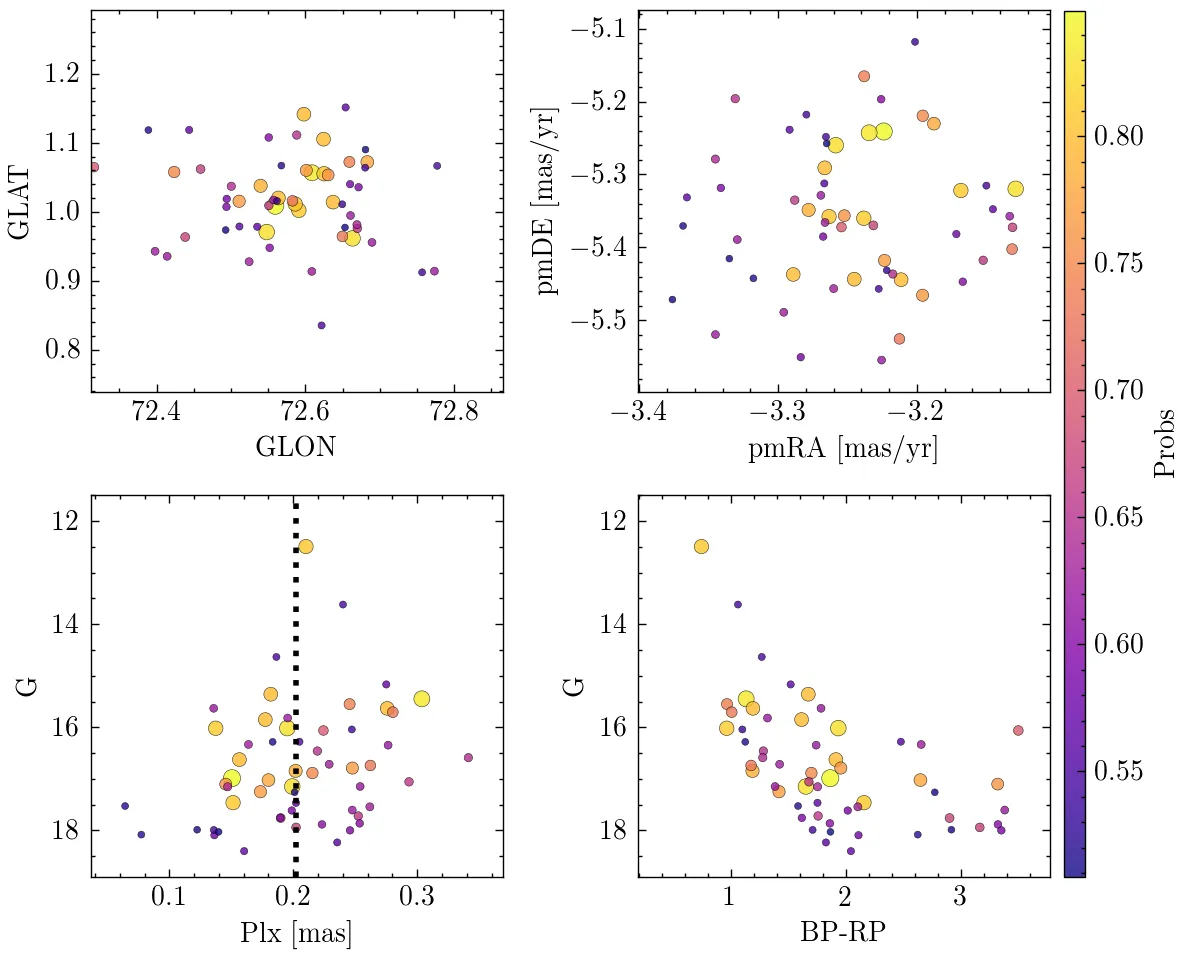 1.2
1.1
1.0
0.9
0.8
GLAT
72.4 72.6 72.8
GLON
−5.1
−5.2
−5.3
−5.4
−5.5
pmDE [mas/yr]
−3.4 −3.3 −3.2
pmRA [mas/yr]
12
14
16
18
G
0.1 0.2 0.3
Plx [mas]
12
14
16
18
G
1 2 3
BP-RP
0.80
0.75
0.70
0.65
0.60
0.55
Probs